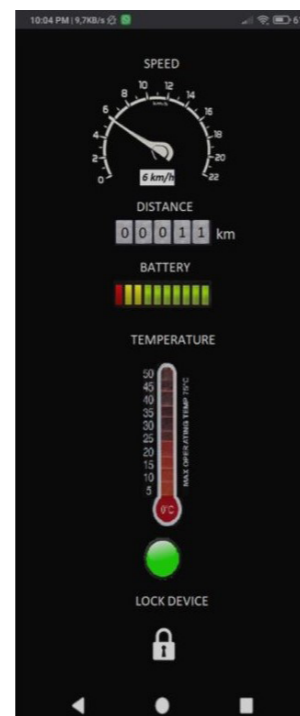 10:04 PM | 9,7KB/s
SPEED
0 2 4 6 8 10 12 14 16 18 20 22
6 km/h
DISTANCE
0 0 0 1 1 km
BATTERY
TEMPERATURE
50
45
40
35
30
25
20
15
10
5
MAX OPERATING TEMP 75°C
LOCK DEVICE